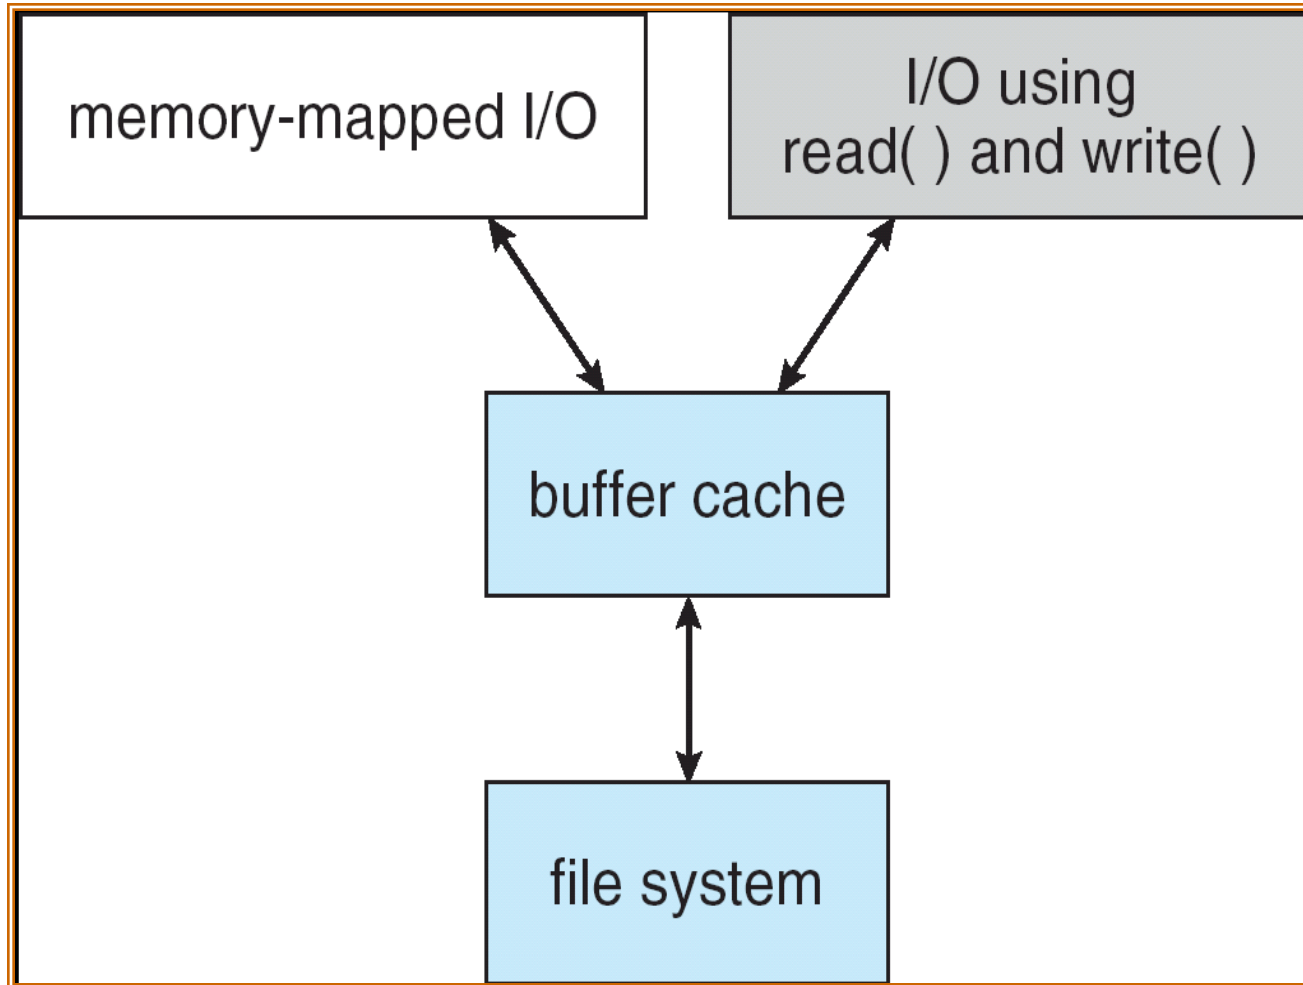 memory-mapped I/O
I/O using
read( ) and write( )
buffer cache
file system